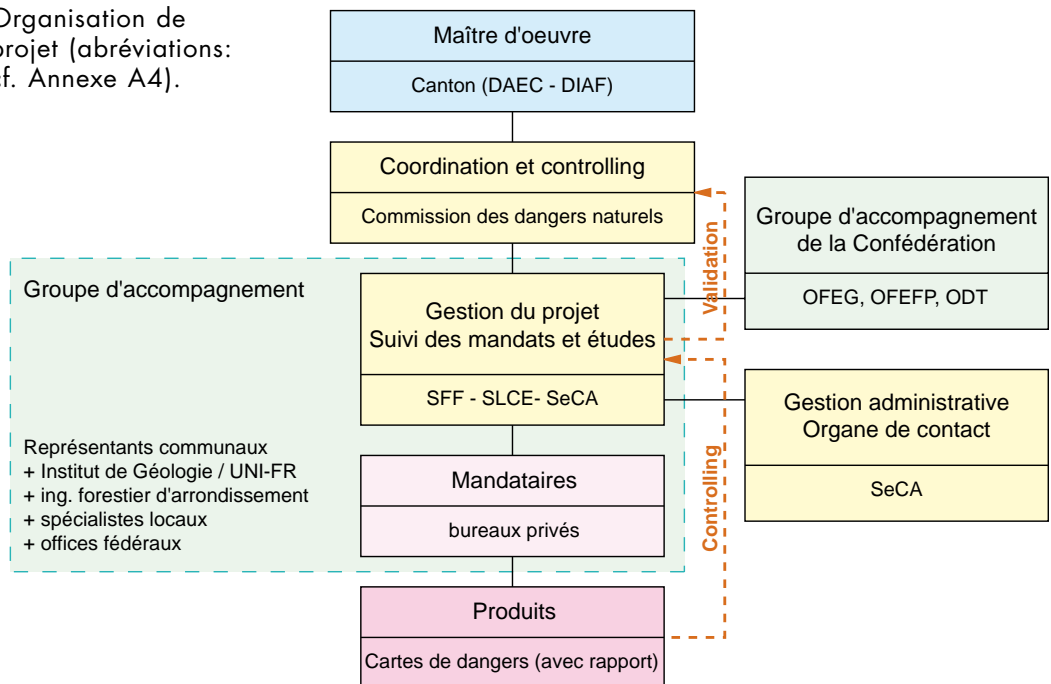 Organisation de
projet (abréviations:
cf. Annexe A4).
Maître d'oeuvre
Canton (DAEC - DIAF)
Coordination et controlling
Commission des dangers naturels
Groupe d'accompagnement
de la Confédération
OFEG, OFEFP, ODT
Validation
Groupe d'accompagnement
Gestion du projet
Suivi des mandats et études
SFF - SLCE- SeCA
Gestion administrative
Organe de contact
SeCA
Controlling
Représentants communaux
+ Institut de Géologie / UNI-FR
+ ing. forestier d'arrondissement
+ spécialistes locaux
+ offices fédéraux
Mandataires
bureaux privés
Produits
Cartes de dangers (avec rapport)